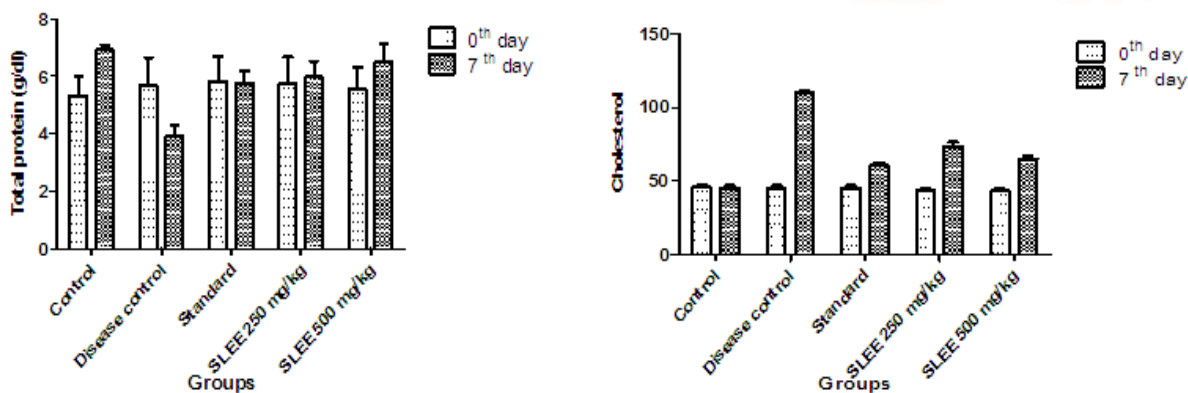 Total protein (g/dl)
8
6
4
2
0
0th day
7 th day
Control
Disease control
Standard
SLEE 250 mg/kg
SLEE 500 mg/kg
Groups
Cholesterol
150
100
50
0
0th day
7 th day
Control
Disease control
Standard
SLEE 250 mg/kg
SLEE 500 mg/kg
Groups